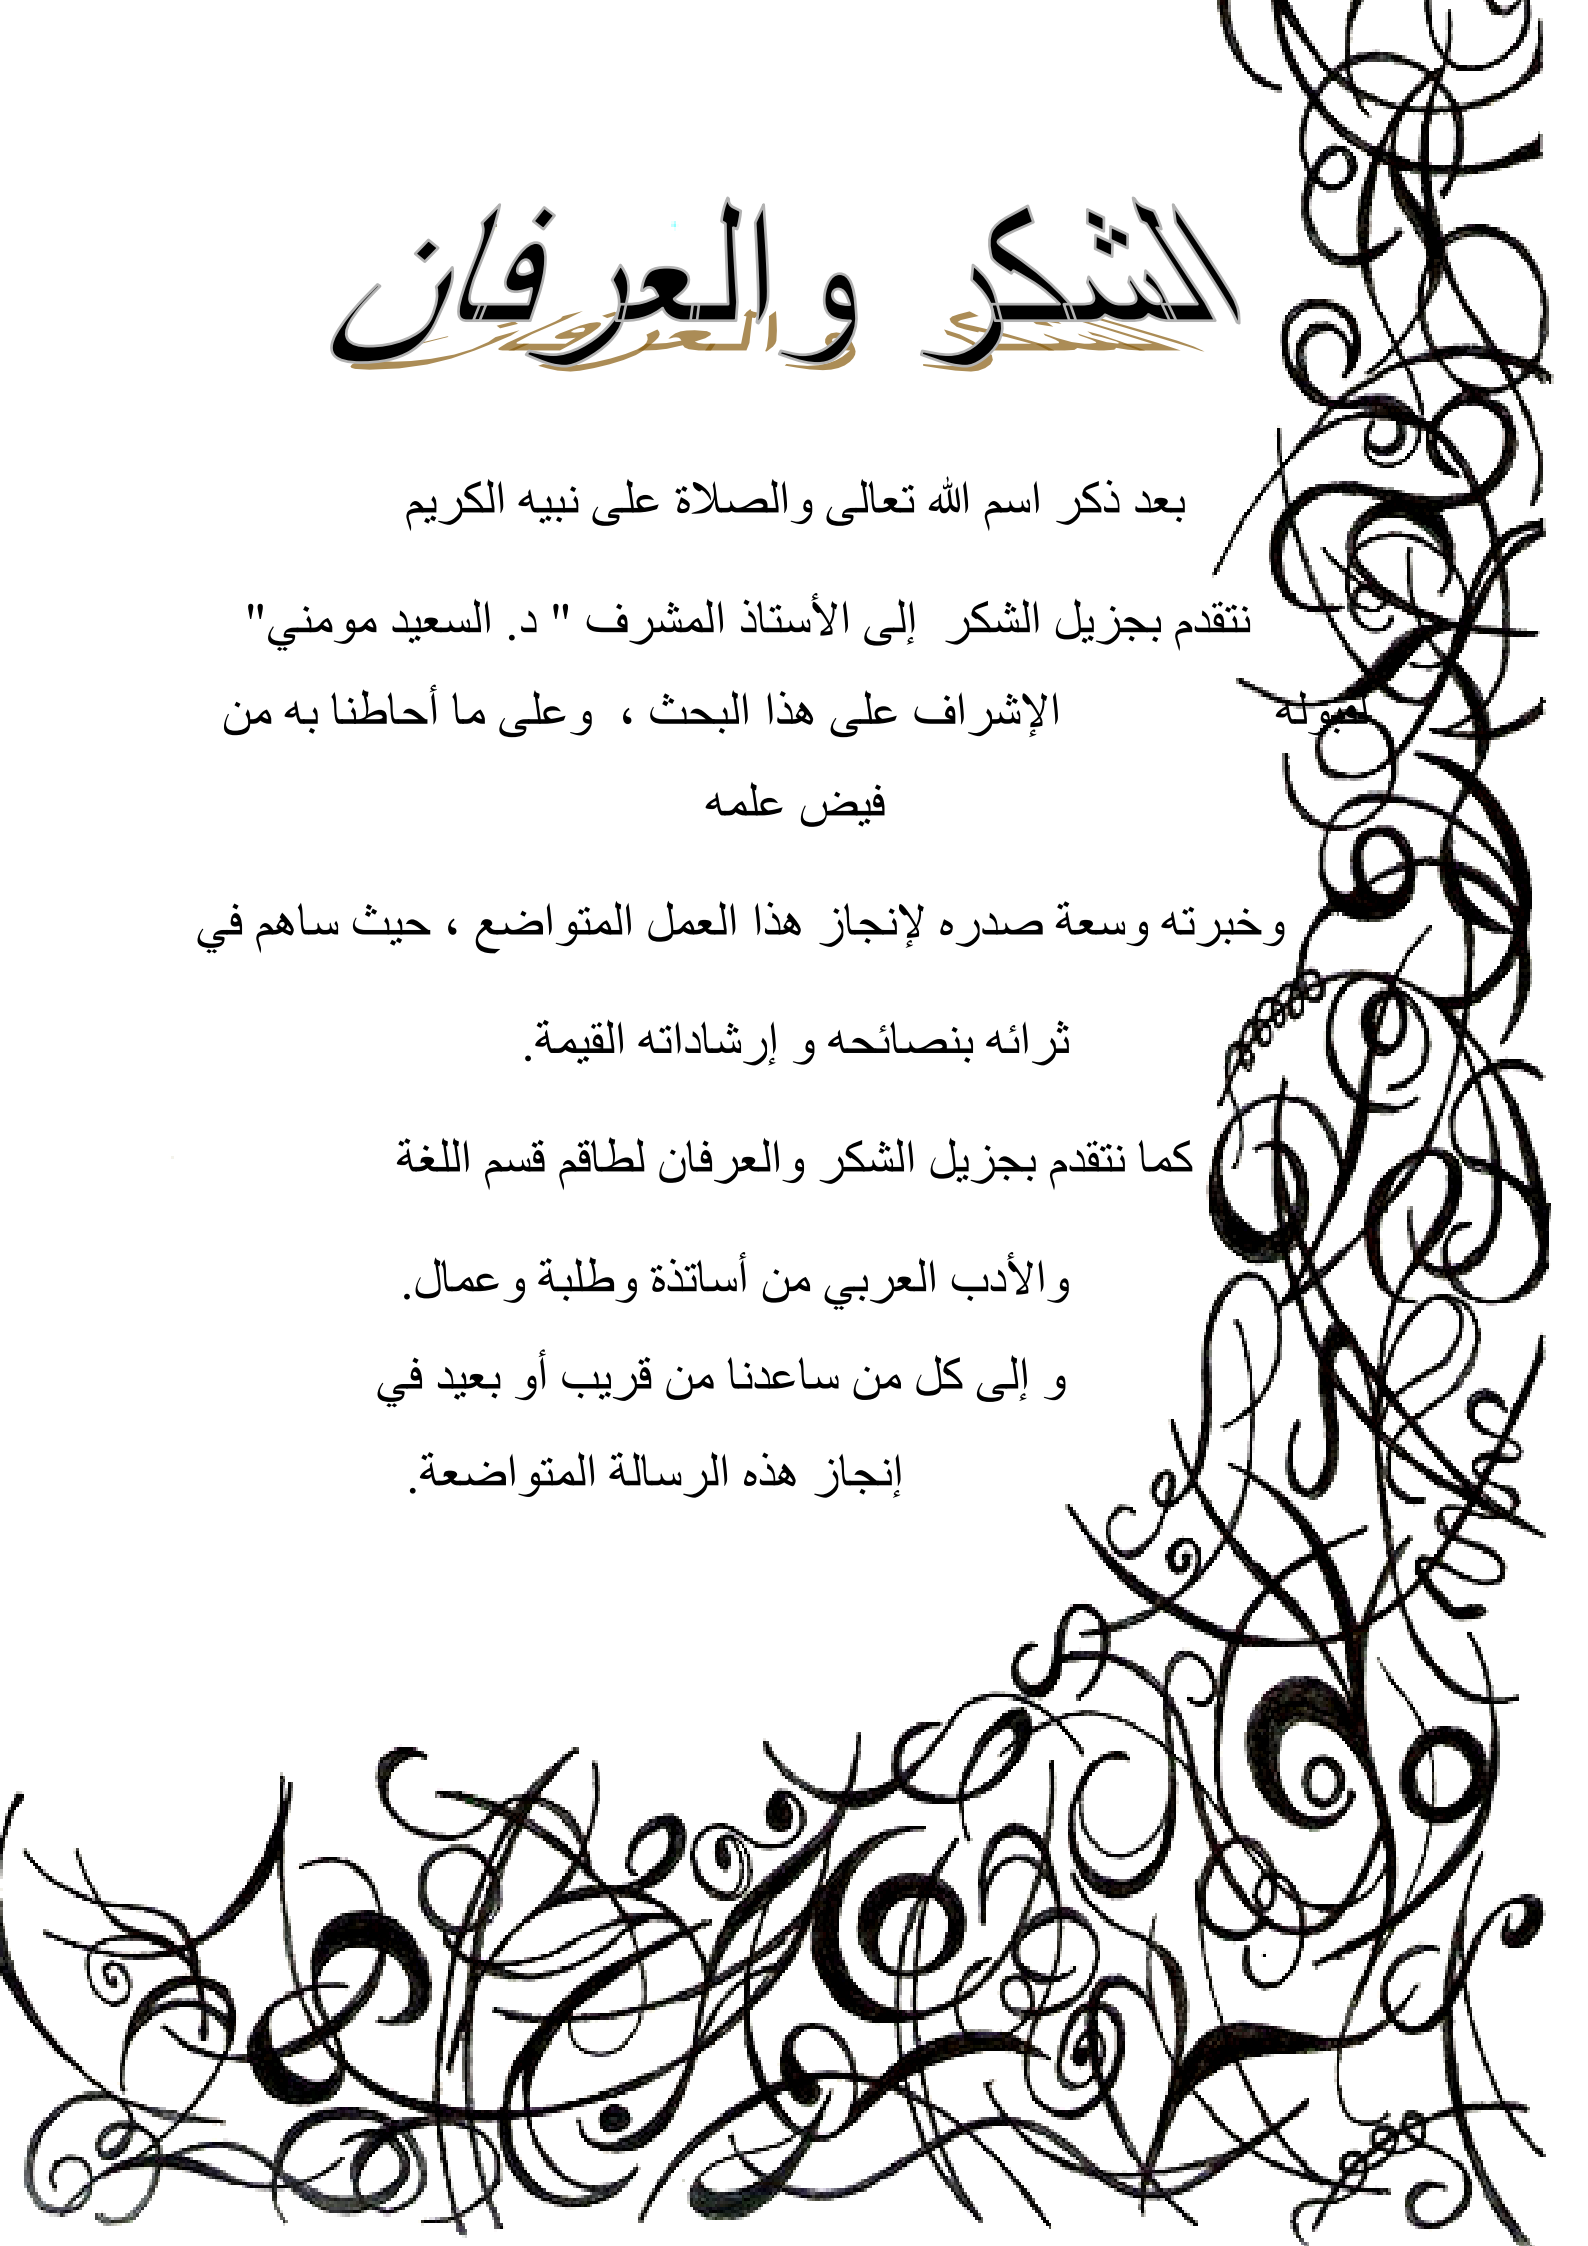 الشكر والعرفان
بعد ذكر اسم الله تعالى والصلاة على نبيه الكريم
نتقدم بجزيل الشكر إلى الأستاذ المشرف " د. السعيد مومني"
لقبوله الإشراف على هذا البحث ، وعلى ما أحاطنا به من
فيض علمه
وخبرته وسعة صدره لإنجاز هذا العمل المتواضع ، حيث ساهم في
ثرائه بنصائحه و إرشاداته القيمة.
كما نتقدم بجزيل الشكر والعرفان لطاقم قسم اللغة
والأدب العربي من أساتذة وطلبة وعمال.
و إلى كل من ساعدنا من قريب أو بعيد في
إنجاز هذه الرسالة المتواضعة.